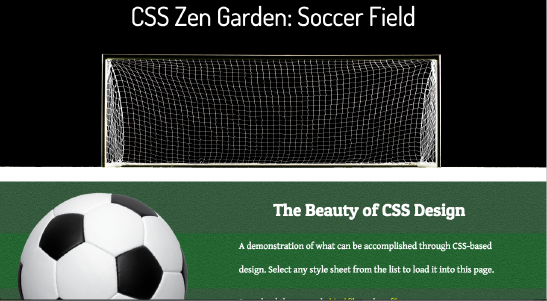 CSS Zen Garden: Soccer Field
The Beauty of CSS Design
A demonstration of what can be accomplished through CSS-based
design. Select any style sheet from the list to load it into this page.